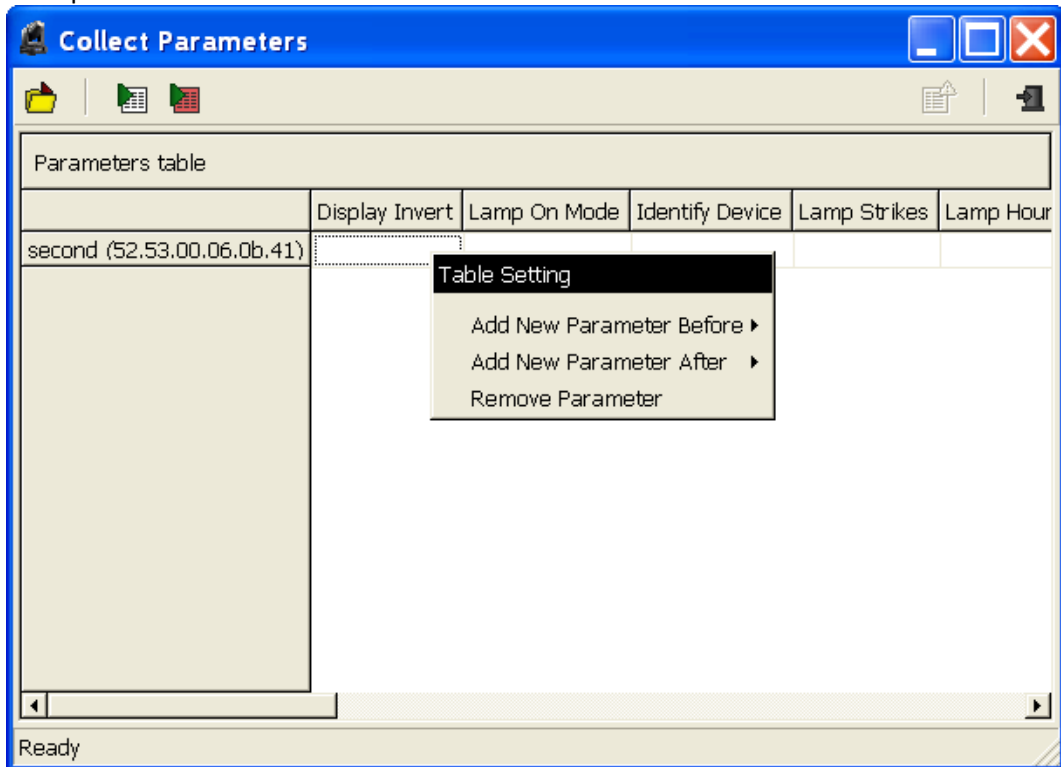 Collect Parameters
Parameters table
Display Invert Lamp On Mode Identify Device Lamp Strikes Lamp Hour
second (52.53.00.06.0b.41)
Table Setting
Add New Parameter Before
Add New Parameter After
Remove Parameter
Ready